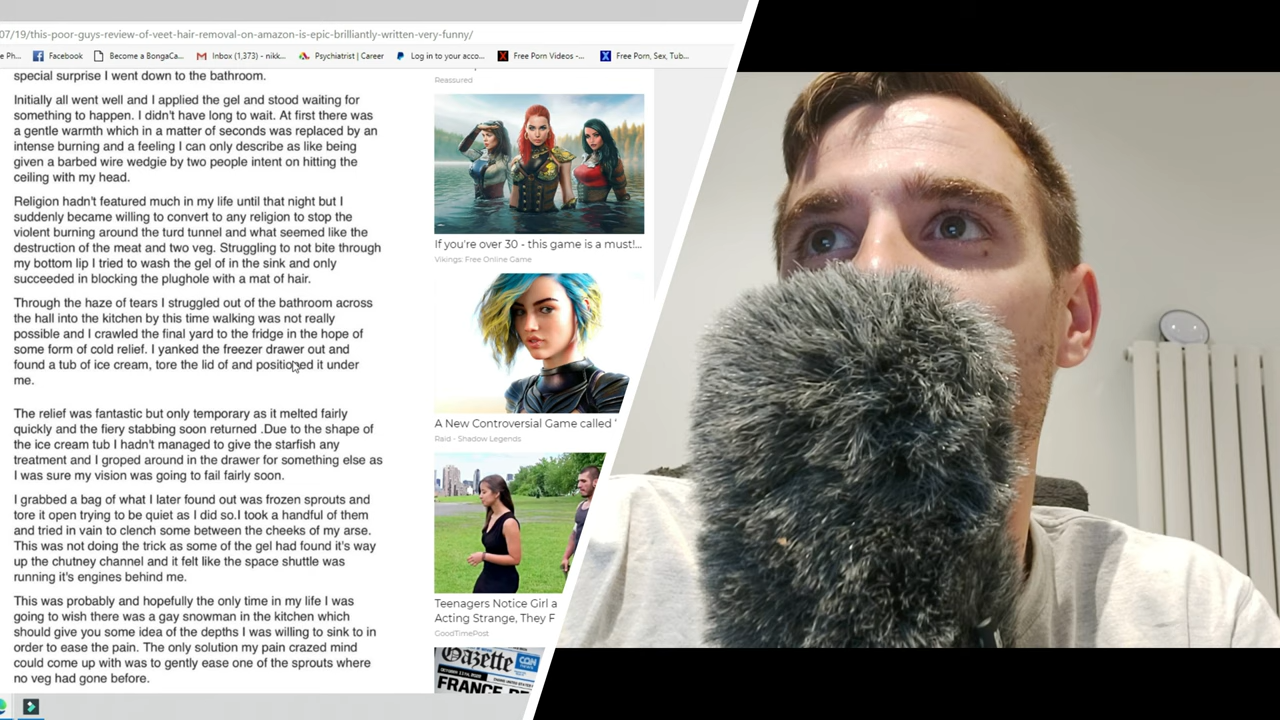 07/19/this-poor-guys-review-of-veet-hair-removal-on-amazon-is-epic-brilliantly-written-very-funny/
e Ph... Facebook Become a BongaCa... Inbox (1,373) - nikk... Psychiatrist | Career Log in to your acco... Free Porn Videos -... Free Porn, Sex, Tub...
special surprise I went down to the bathroom.
Initially all went well and I applied the gel and stood waiting for
something to happen. I didn't have long to wait. At first there was
a gentle warmth which in a matter of seconds was replaced by an
intense burning and a feeling I can only describe as like being
given a barbed wire wedgie by two people intent on hitting the
ceiling with my head.
Religion hadn't featured much in my life until that night but I
suddenly became willing to convert to any religion to stop the
violent burning around the turd tunnel and what seemed like the
destruction of the meat and two veg. Struggling to not bite through
my bottom lip I tried to wash the gel of in the sink and only
succeeded in blocking the plughole with a mat of hair.
Through the haze of tears I struggled out of the bathroom across
the hall into the kitchen by this time walking was not really
possible and I crawled the final yard to the fridge in the hope of
some form of cold relief. I yanked the freezer drawer out and
found a tub of ice cream, tore the lid of and positioned it under
me.
The relief was fantastic but only temporary as it melted fairly
quickly and the fiery stabbing soon returned .Due to the shape of
the ice cream tub I hadn't managed to give the starfish any
treatment and I groped around in the drawer for something else as
I was sure my vision was going to fail fairly soon.
I grabbed a bag of what I later found out was frozen sprouts and
tore it open trying to be quiet as I did so.I took a handful of them
and tried in vain to clench some between the cheeks of my arse.
This was not doing the trick as some of the gel had found it's way
up the chutney channel and it felt like the space shuttle was
running it's engines behind me.
This was probably and hopefully the only time in my life I was
going to wish there was a gay snowman in the kitchen which
should give you some idea of the depths I was willing to sink to in
order to ease the pain. The only solution my pain crazed mind
could come up with was to gently ease one of the sprouts where
no veg had gone before.
Reassured
If you're over 30 - this game is a must!...
Vikings: Free Online Game
A New Controversial Game called '
Raid - Shadow Legends
Teenagers Notice Girl a
Acting Strange, They F
GoodTimePost
Gazette
FRANCE